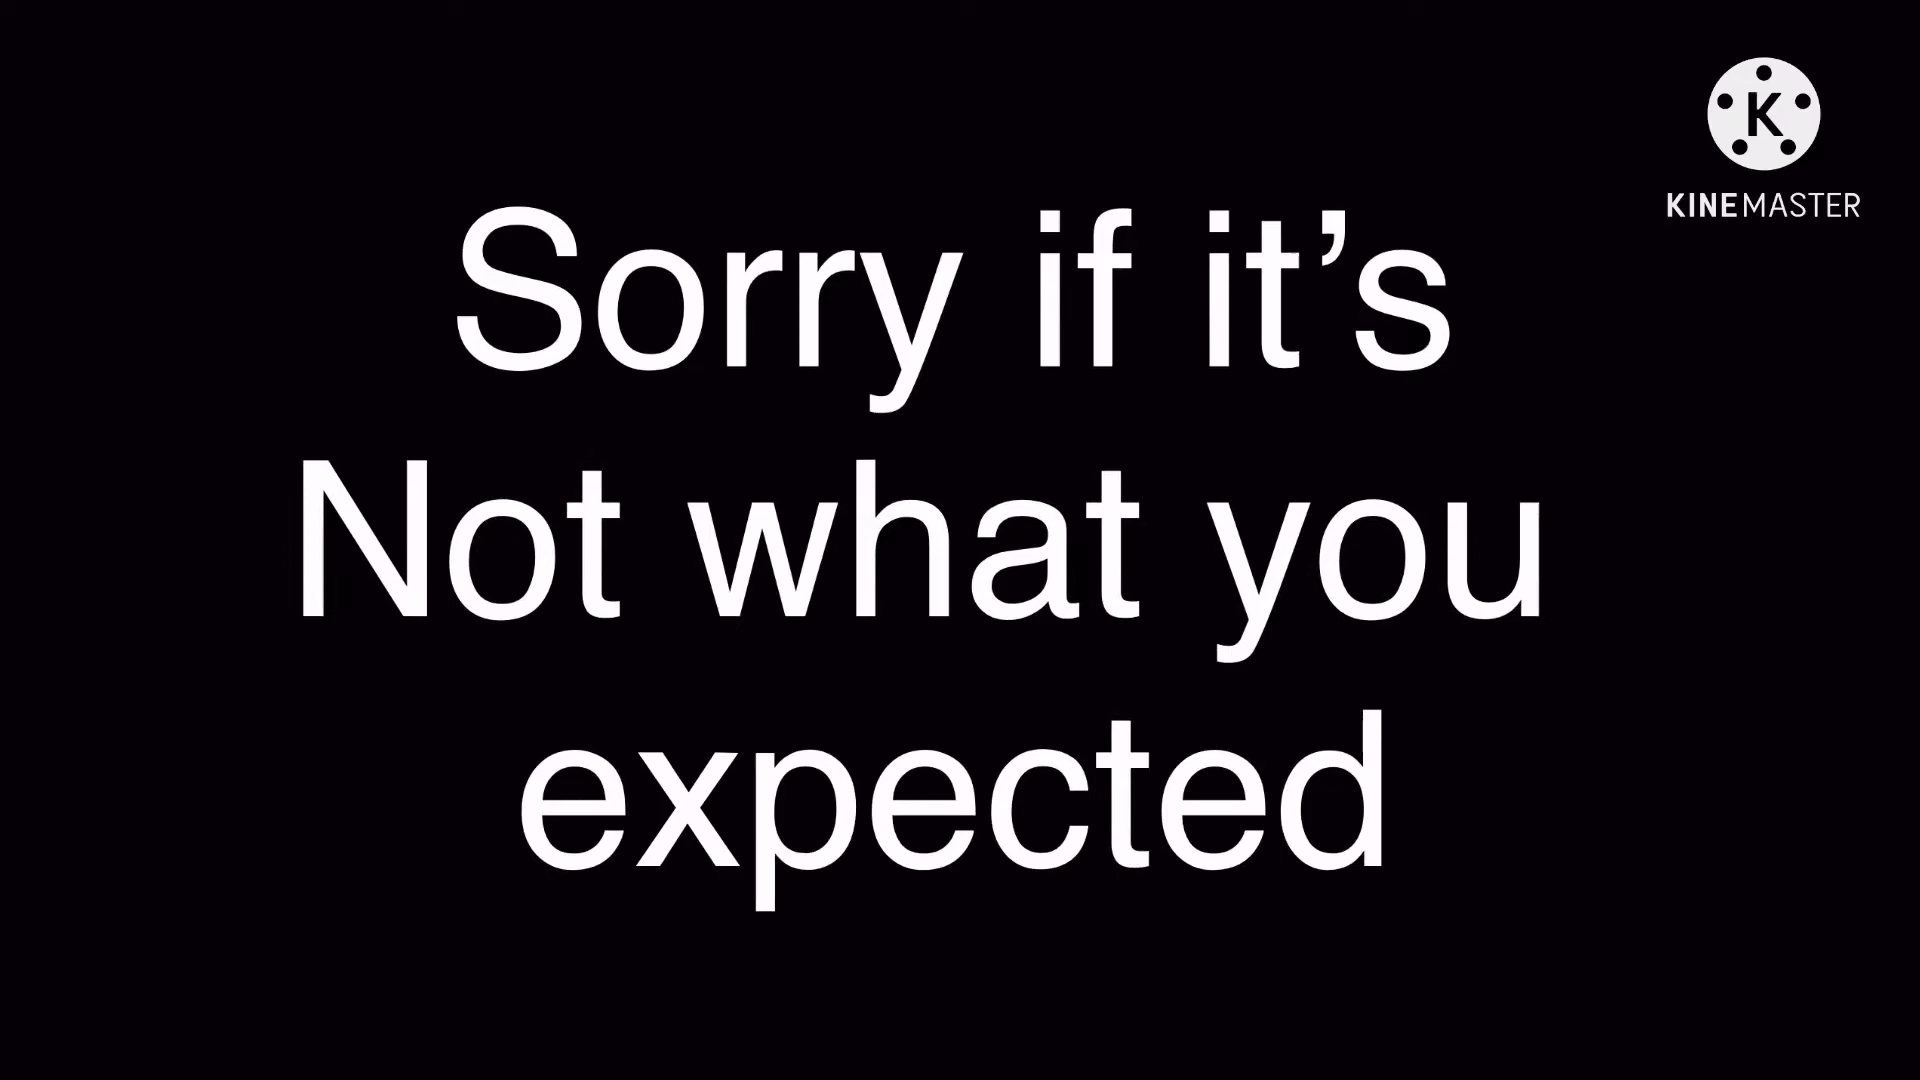 K
KINEMASTER
Sorry if it’s
Not what you
expected